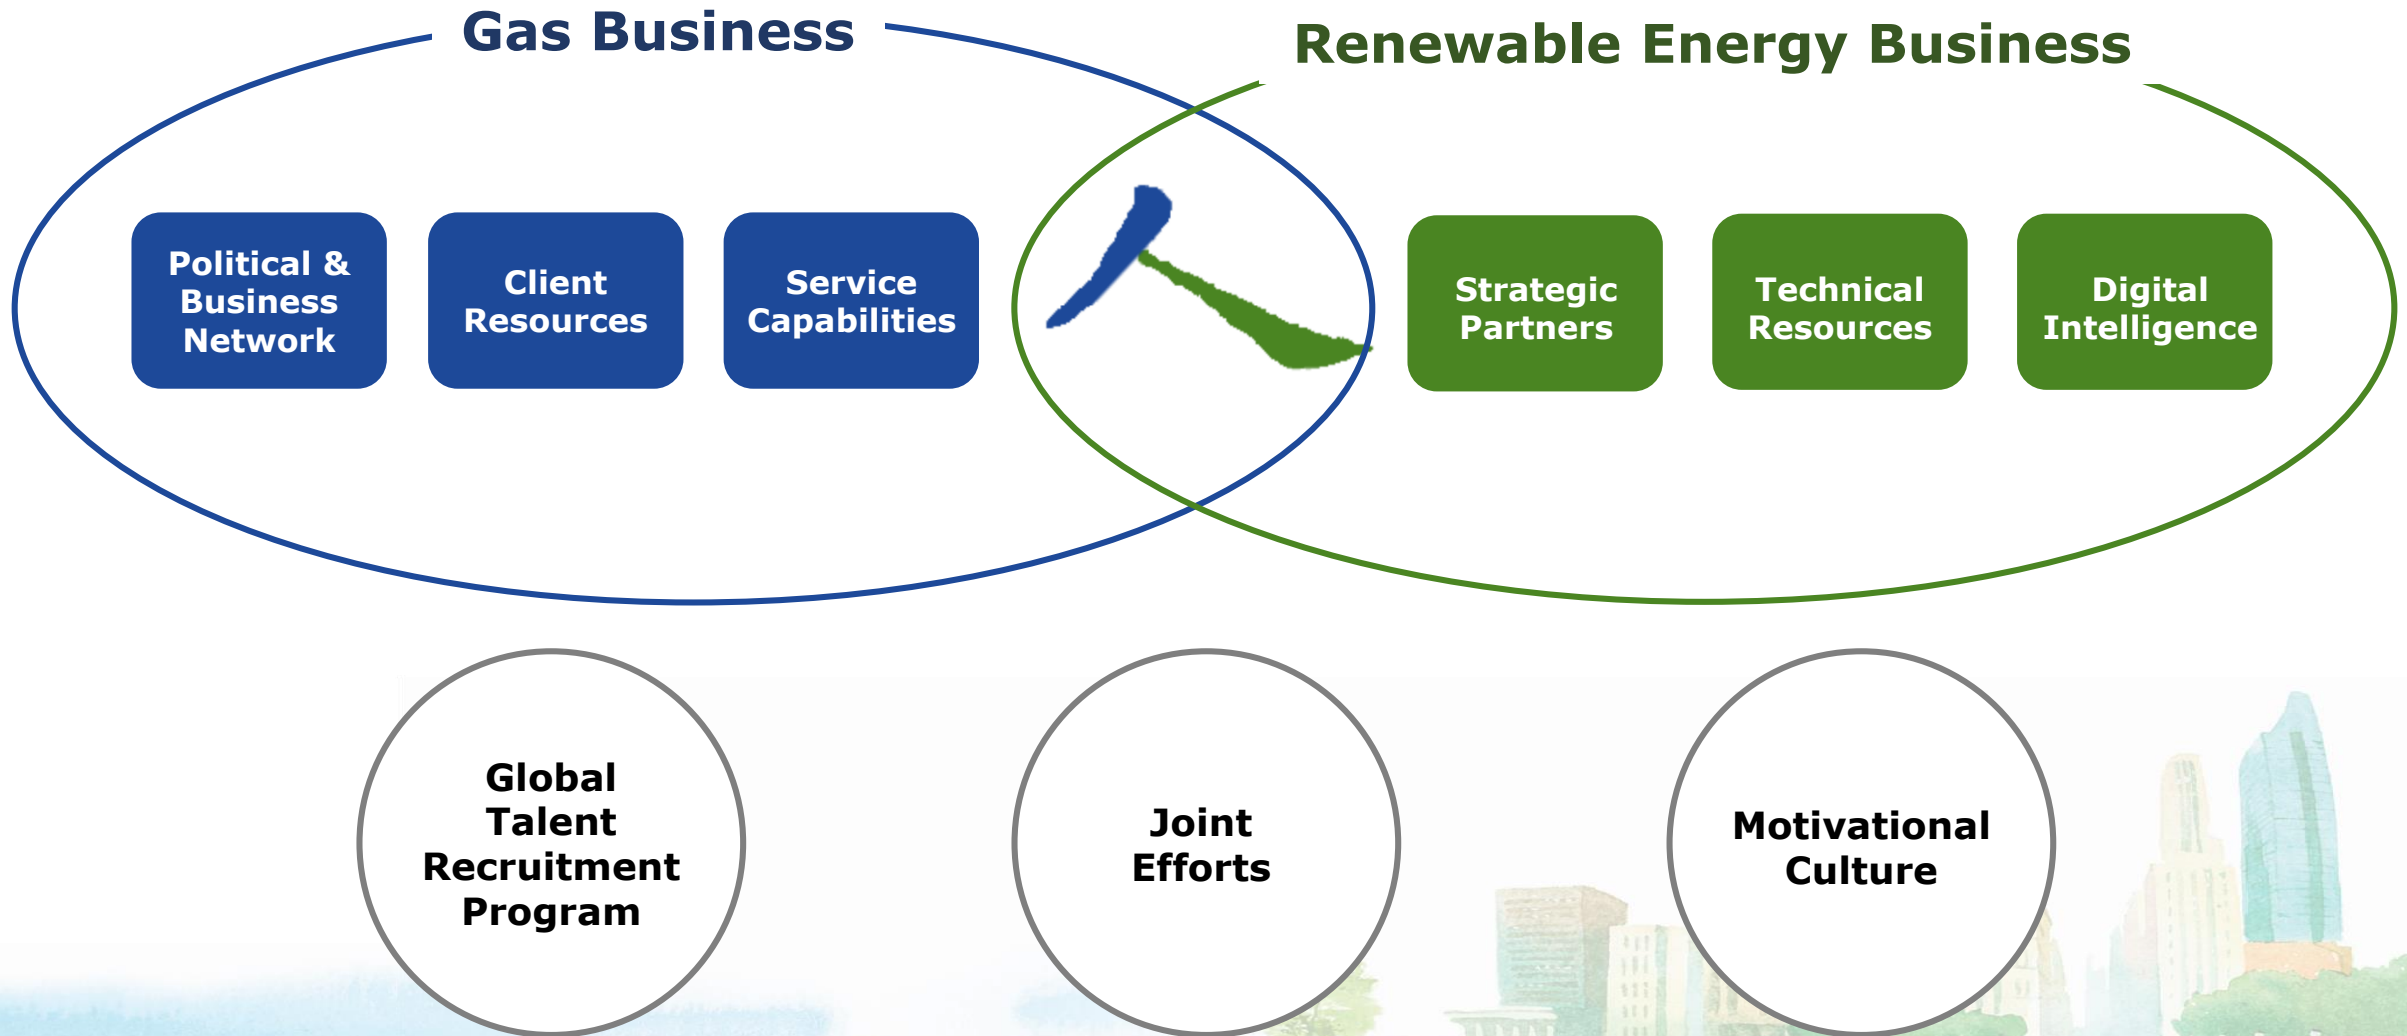 Gas Business
Renewable Energy Business
Political &
Business
Network
Client
Resources
Service
Capabilities
Strategic
Partners
Technical
Resources
Digital
Intelligence
Global
Talent
Recruitment
Program
Joint
Efforts
Motivational
Culture